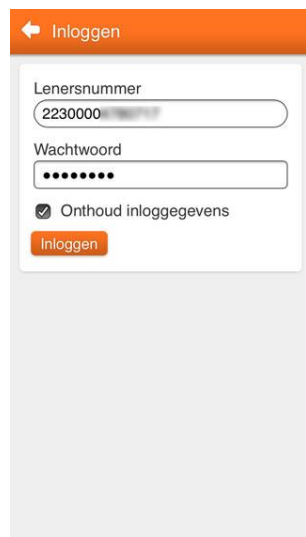 Inloggen
Lenersnummer
2230000
Wachtwoord
••••••••
Onthoud inloggegevens
Inloggen